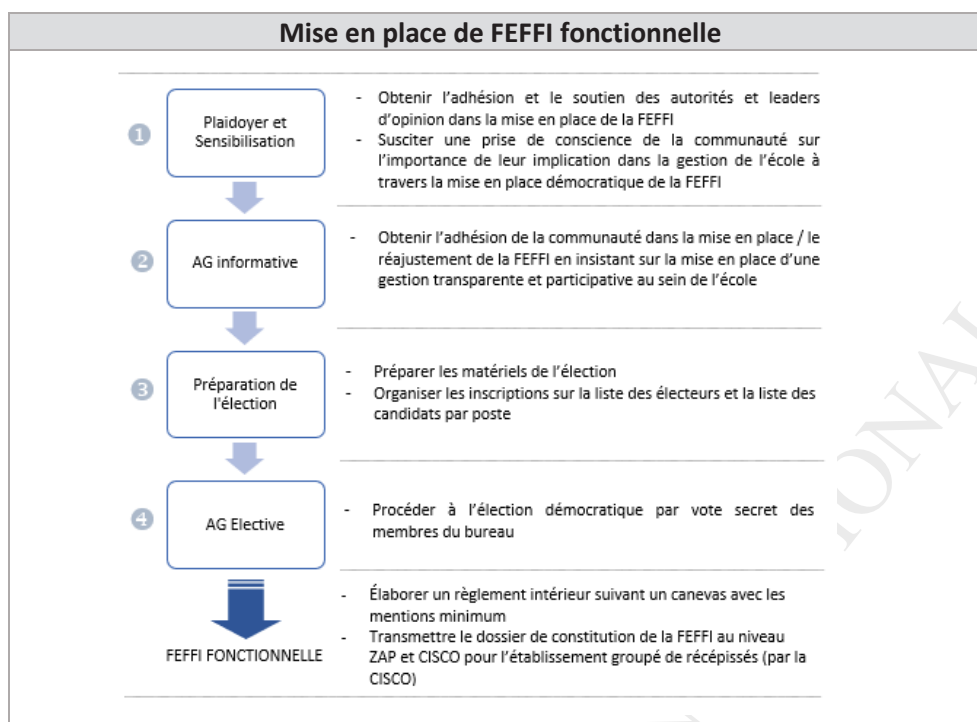 Mise en place de FEFFI fonctionnelle
1
Plaidoyer et
Sensibilisation
- Obtenir l'adhésion et le soutien des autorités et leaders
d'opinion dans la mise en place de la FEFFI
- Susciter une prise de conscience de la communauté sur
l'importance de leur implication dans la gestion de l'école à
travers la mise en place démocratique de la FEFFI
2
AG informative
- Obtenir l'adhésion de la communauté dans la mise en place / le
réajustement de la FEFFI en insistant sur la mise en place d'une
gestion transparente et participative au sein de l'école
3
Préparation de
l'élection
- Préparer les matériels de l'élection
- Organiser les inscriptions sur la liste des électeurs et la liste des
candidats par poste
4
AG Elective
- Procéder à l'élection démocratique par vote secret des
membres du bureau
FEFFI FONCTIONNELLE
- Élaborer un règlement intérieur suivant un canevas avec les
mentions minimum
- Transmettre le dossier de constitution de la FEFFI au niveau
ZAP et CISCO pour l'établissement groupé de récépissés (par la
CISCO)